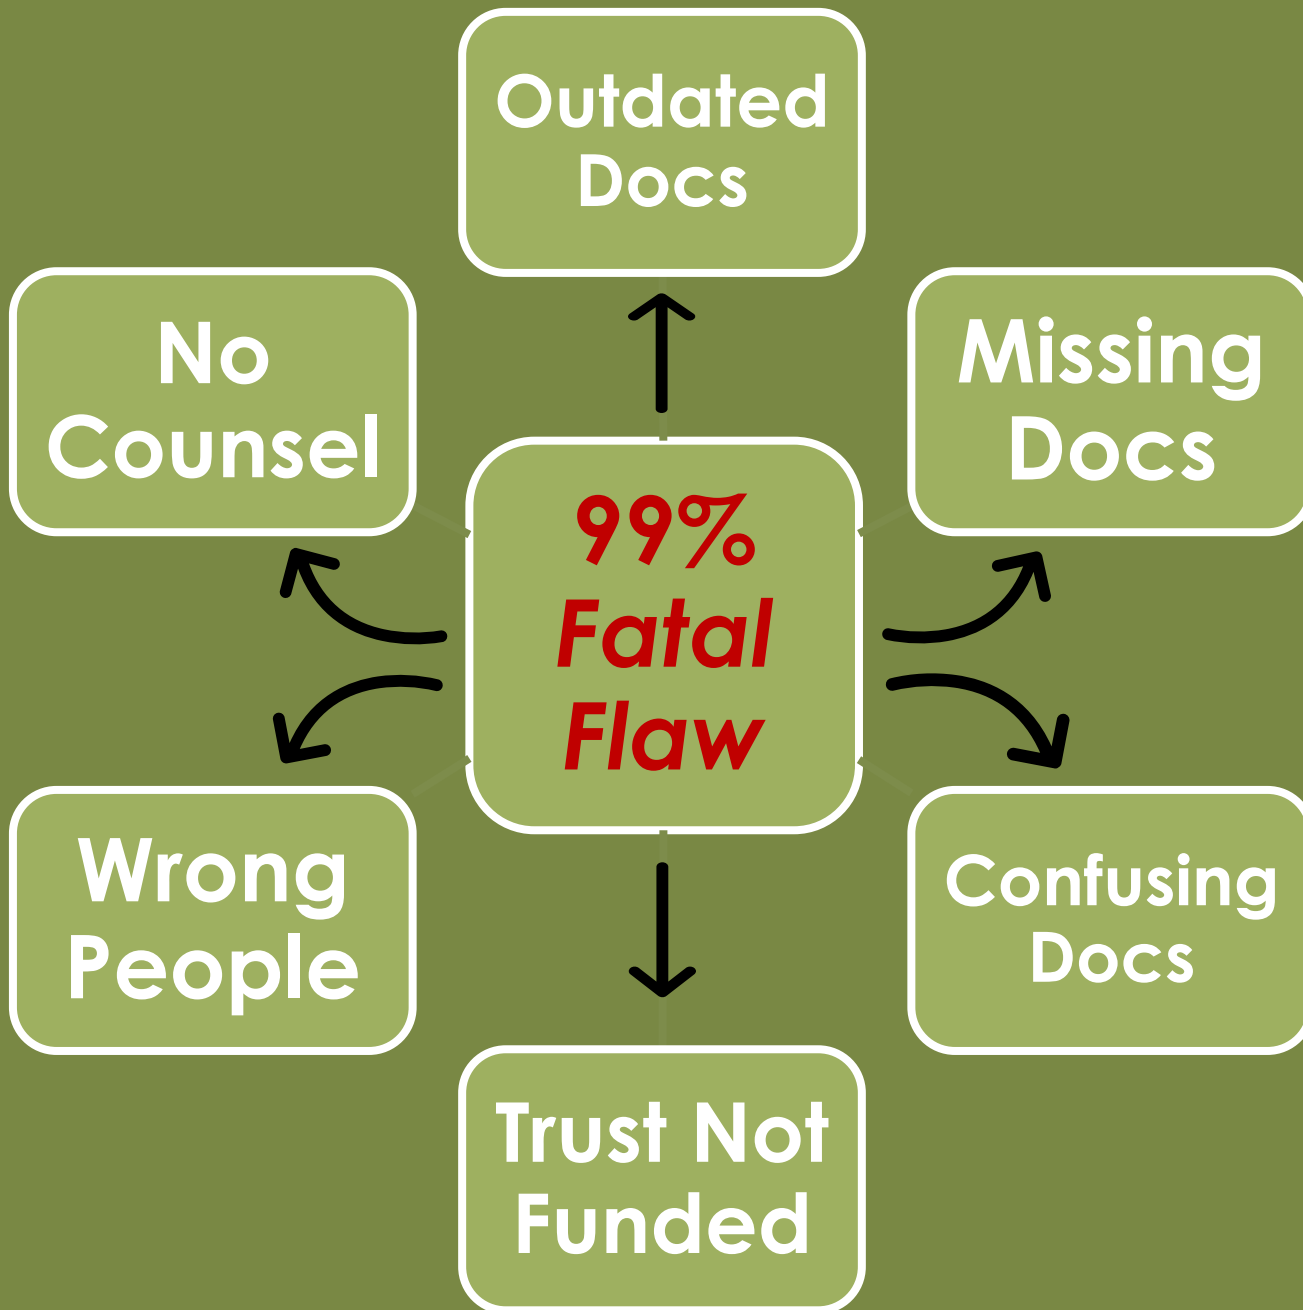 Outdated
Docs
No
Counsel
Missing
Docs
99%
Fatal
Flaw
Wrong
People
Confusing
Docs
Trust Not
Funded